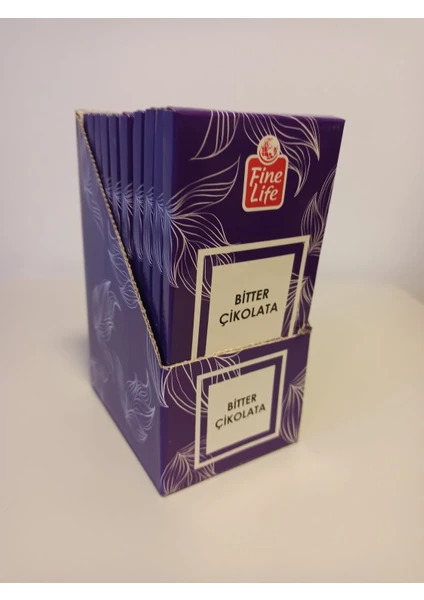 Fine
Life
BİTTER
ÇİKOLATA
BİTTER
ÇİKOLATA